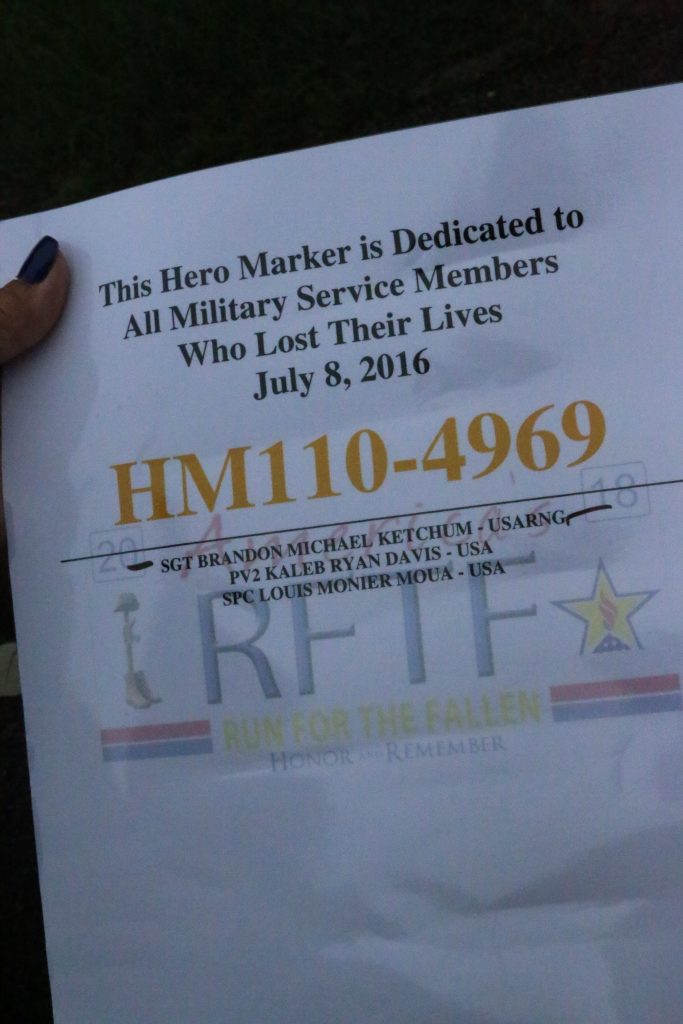 This Hero Marker is Dedicated to
All Military Service Members
Who Lost Their Lives
July 8, 2016
HM110-4969
20 America's 18
SGT BRANDON MICHAEL KETCHUM - USARNG
PV2 KALEB RYAN DAVIS - USA
SPC LOUIS MONIER MOUA - USA
RFTF
RUN FOR THE FALLEN
HONOR AND REMEMBER